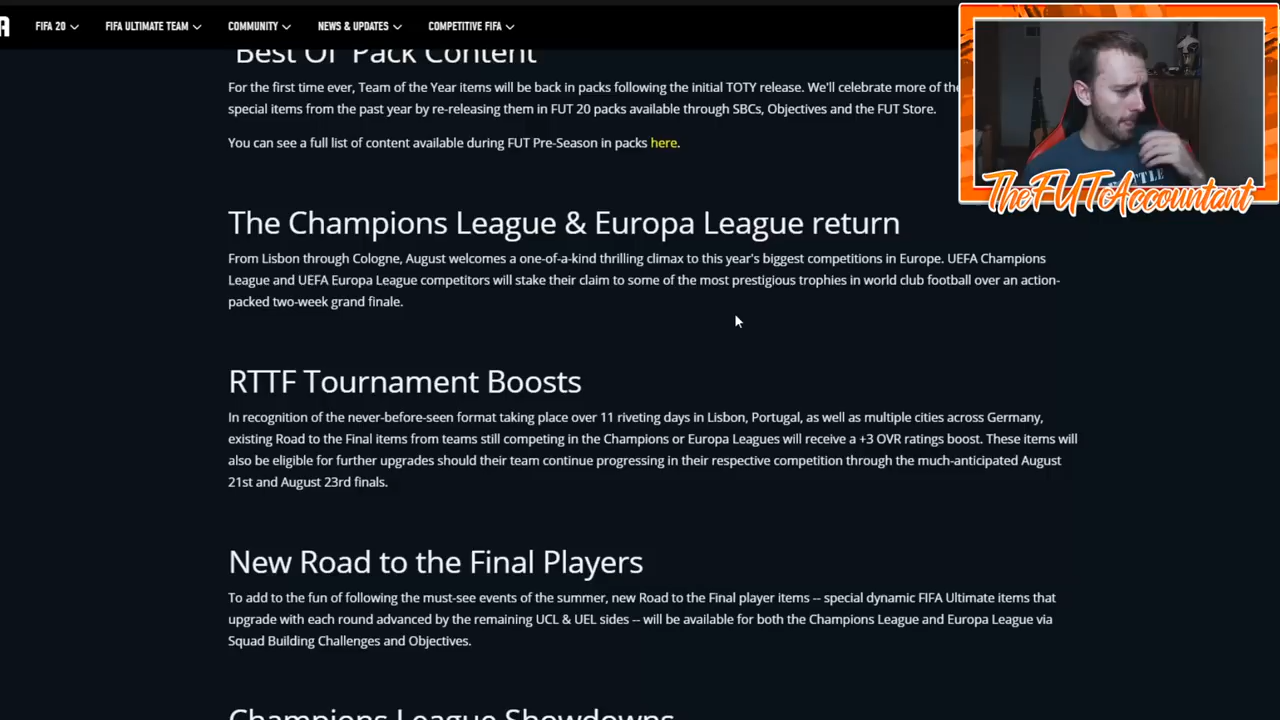 FIFA 20 FIFA ULTIMATE TEAM COMMUNITY NEWS & UPDATES COMPETITIVE FIFA
"Best Of" Pack Content
For the first time ever, Team of the Year items will be back in packs following the initial TOTY release. We'll celebrate more of the
special items from the past year by re-releasing them in FUT 20 packs available through SBCs, Objectives and the FUT Store.
You can see a full list of content available during FUT Pre-Season in packs here.
TheFUTAccountant
The Champions League & Europa League return
From Lisbon through Cologne, August welcomes a one-of-a-kind thrilling climax to this year's biggest competitions in Europe. UEFA Champions
League and UEFA Europa League competitors will stake their claim to some of the most prestigious trophies in world club football over an action-
packed two-week grand finale.
RTTF Tournament Boosts
In recognition of the never-before-seen format taking place over 11 riveting days in Lisbon, Portugal, as well as multiple cities across Germany,
existing Road to the Final items from teams still competing in the Champions or Europa Leagues will receive a +3 OVR ratings boost. These items will
also be eligible for further upgrades should their team continue progressing in their respective competition through the much-anticipated August
21st and August 23rd finals.
New Road to the Final Players
To add to the fun of following the must-see events of the summer, new Road to the Final player items -- special dynamic FIFA Ultimate items that
upgrade with each round advanced by the remaining UCL & UEL sides -- will be available for both the Champions League and Europa League via
Squad Building Challenges and Objectives.
Champions League Showdowns